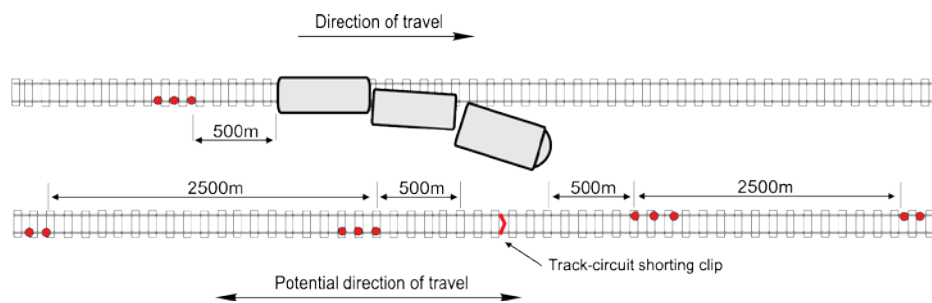 Direction of travel
500m
2500m
500m
500m
2500m
Track-circuit shorting clip
Potential direction of travel